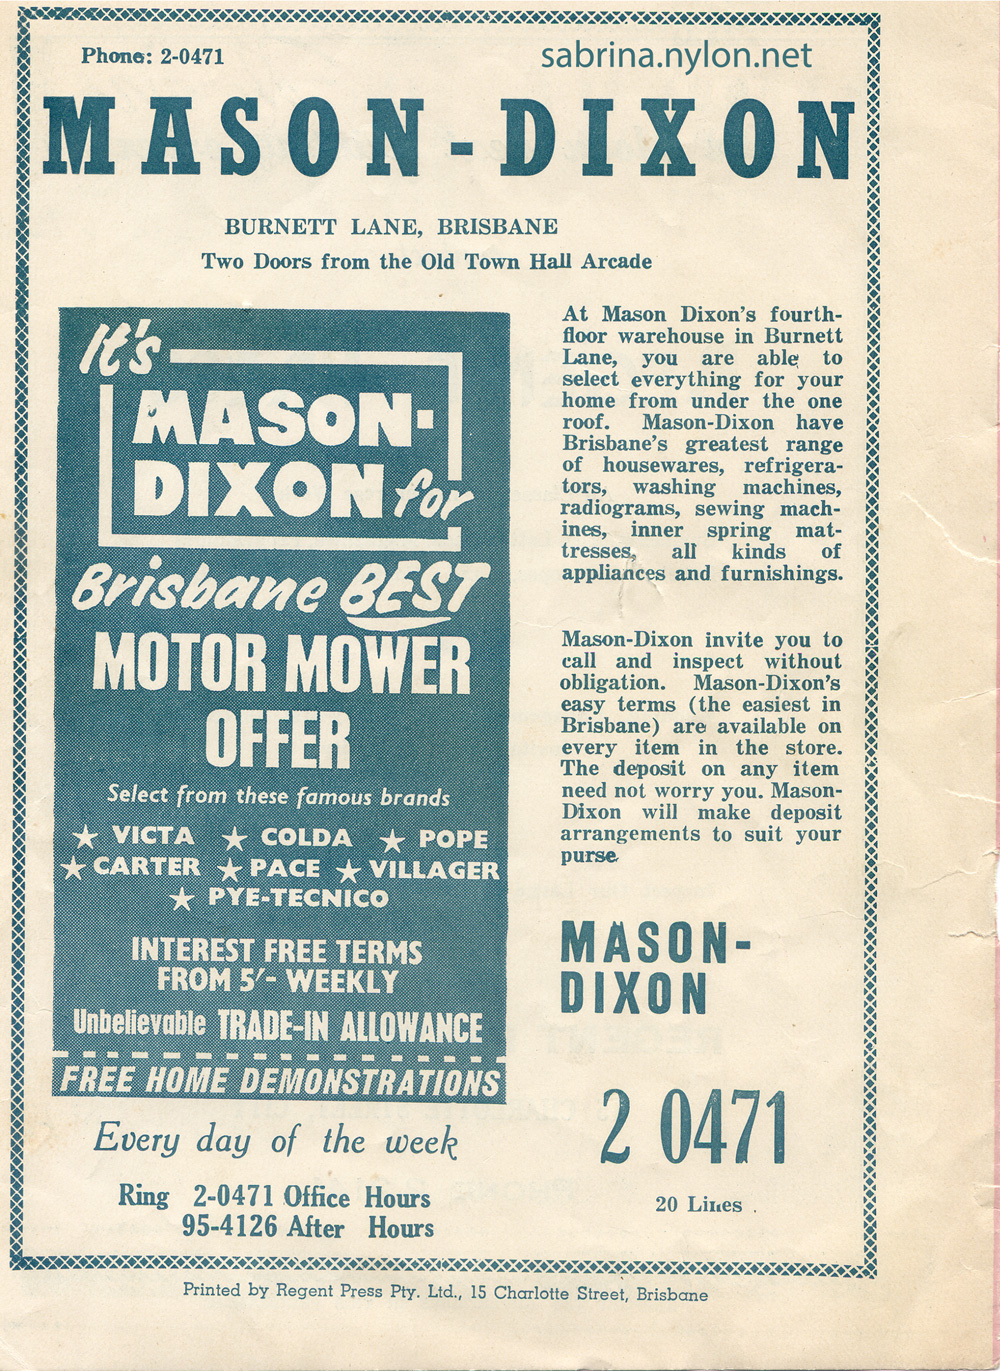 Phone: 2-0471
sabrina.nylon.net
MASON-DIXON
BURNETT LANE, BRISBANE
Two Doors from the Old Town Hall Arcade
It's
MASON-
DIXON for
Brisbane BEST
MOTOR MOWER
OFFER
Select from these famous brands
★ VICTA ★ COLDA ★ POPE
★ CARTER ★ PACE ★ VILLAGER
★ PYE-TECNICO
INTEREST FREE TERMS
FROM 5/- WEEKLY
Unbelievable TRADE-IN ALLOWANCE
FREE HOME DEMONSTRATIONS
Every day of the week
Ring 2-0471 Office Hours
95-4126 After Hours
At Mason Dixon's fourth-
floor warehouse in Burnett
Lane, you are able to
select everything for your
home from under the one
roof. Mason-Dixon have
Brisbane's greatest range
of housewares, refrigera-
tors, washing machines,
radiograms, sewing mach-
ines, inner spring mat-
tresses, all kinds of
appliances and furnishings.
Mason-Dixon invite you to
call and inspect without
obligation. Mason-Dixon's
easy terms (the easiest in
Brisbane) are available on
every item in the store.
The deposit on any item
need not worry you. Mason-
Dixon will make deposit
arrangements to suit your
purse
MASON-
DIXON
2 0471
20 Lines .
Printed by Regent Press Pty. Ltd., 15 Charlotte Street, Brisbane